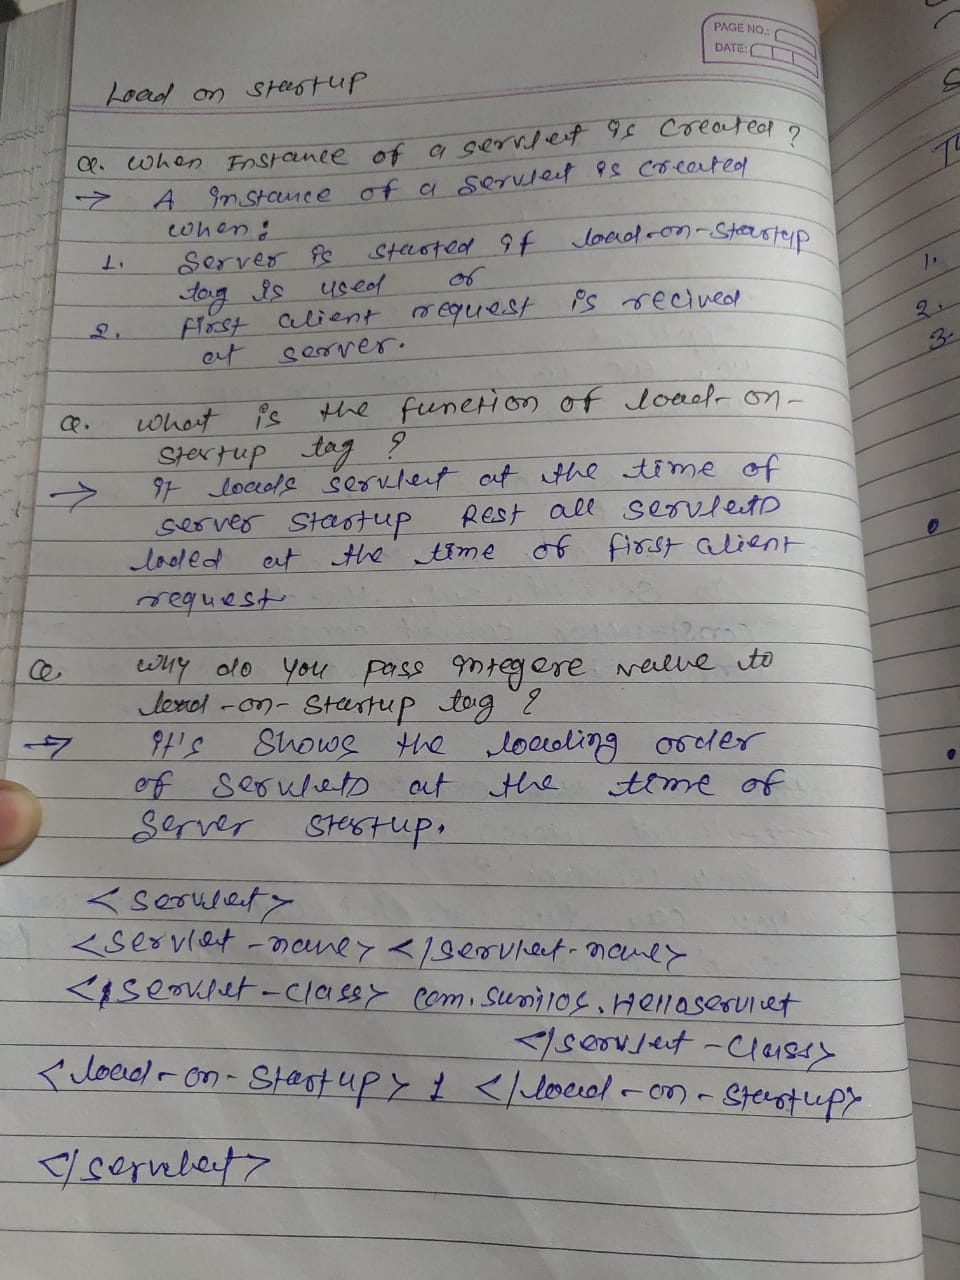 PAGE NO.:
DATE:
Load on startup
Q. when Instance of a servlet is created ?
→ A instance of a servlet is created
when :
1. Server is started if load-on-startup
tag is used or
2. first client request is recived
at server.
Q. what is the function of load-on-
startup tag ?
→ It loads servlet at the time of
server startup Rest all servlets
loded at the time of first client
request
Q. why do you pass integere value to
load-on-startup tag ?
→ It's shows the loading order
of servlets at the time of
server startup.
<servlet>
<servlet-name> </servlet-name>
<servlet-class> com.sunilos.Helloservlet
</servlet-class>
<load-on-startup> 1 </load-on-startup>
</servlet>
1.
2.
3.